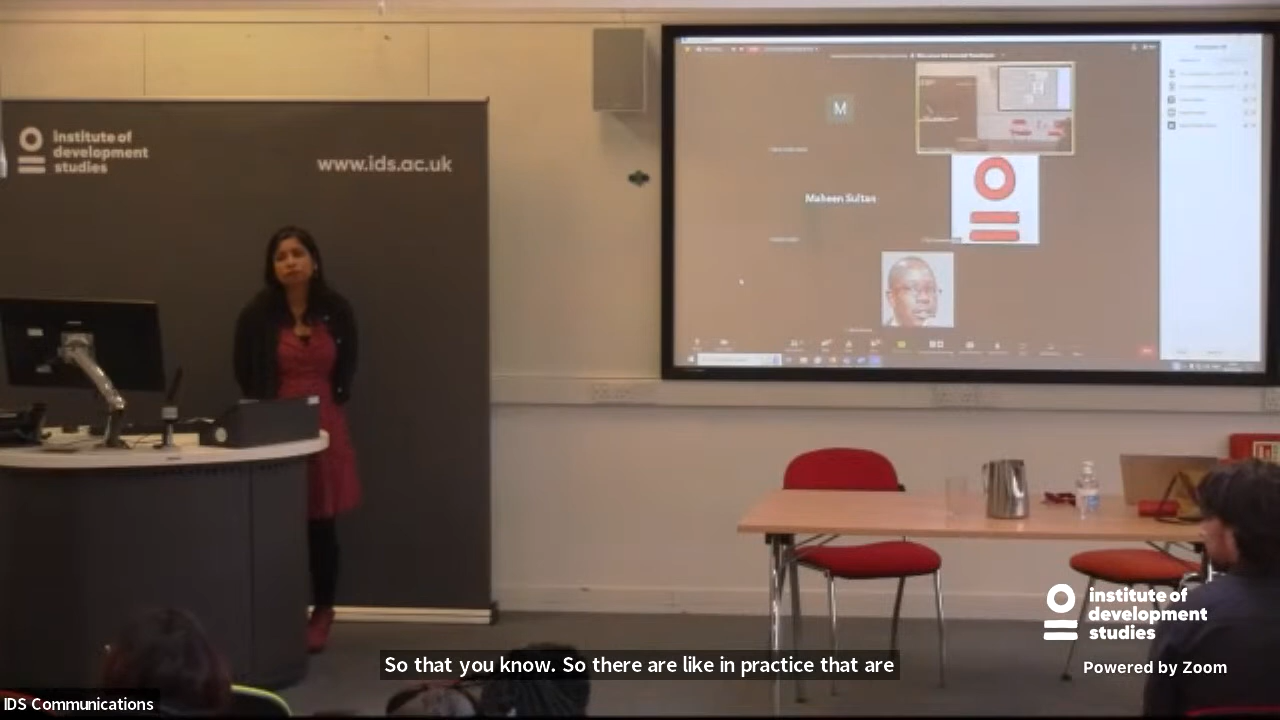 institute of
development
studies
www.ids.ac.uk
M
Maheen Sultan
institute of
development
studies
So that you know. So there are like in practice that are
Powered by Zoom
IDS Communications